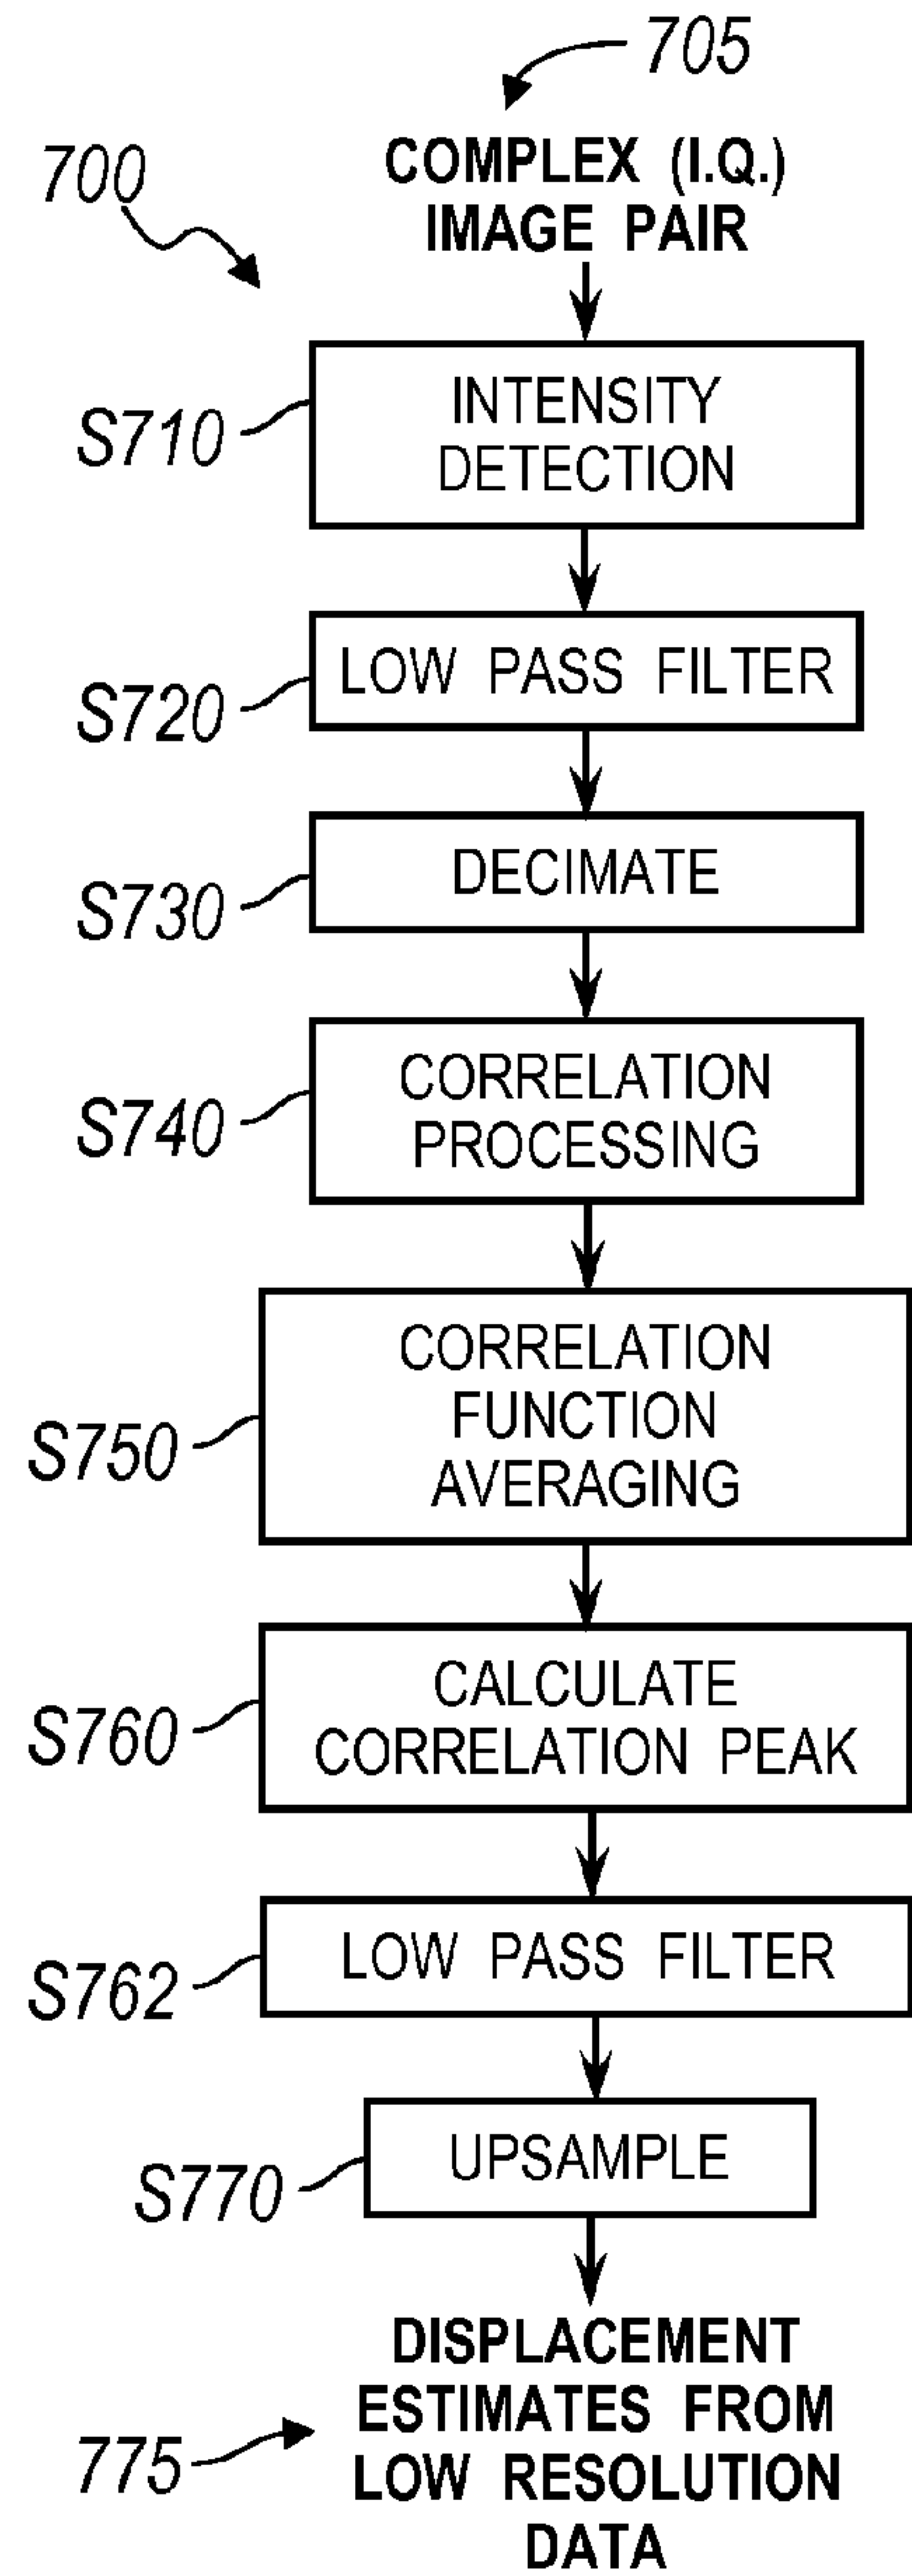 705
700
COMPLEX (I.Q.)
IMAGE PAIR
S710
INTENSITY
DETECTION
S720
LOW PASS FILTER
S730
DECIMATE
S740
CORRELATION
PROCESSING
S750
CORRELATION
FUNCTION
AVERAGING
S760
CALCULATE
CORRELATION PEAK
S762
LOW PASS FILTER
S770
UPSAMPLE
775
DISPLACEMENT
ESTIMATES FROM
LOW RESOLUTION
DATA